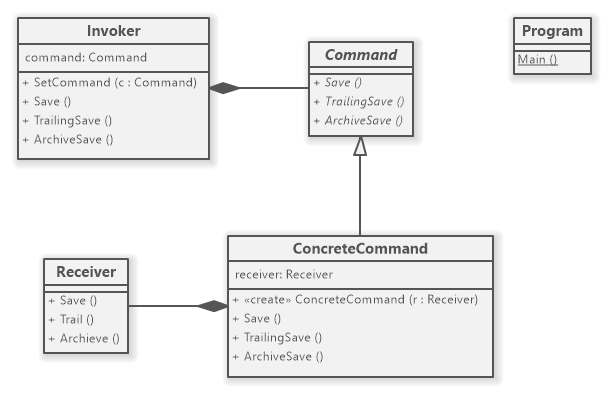 Invoker
command: Command
+ SetCommand (c : Command)
+ Save ()
+ TrailingSave ()
+ ArchiveSave ()
Command
+ Save ()
+ TrailingSave ()
+ ArchiveSave ()
Program
Main ()
Receiver
+ Save ()
+ Trail ()
+ Archieve ()
ConcreteCommand
receiver: Receiver
+ «create» ConcreteCommand (r : Receiver)
+ Save ()
+ TrailingSave ()
+ ArchiveSave ()